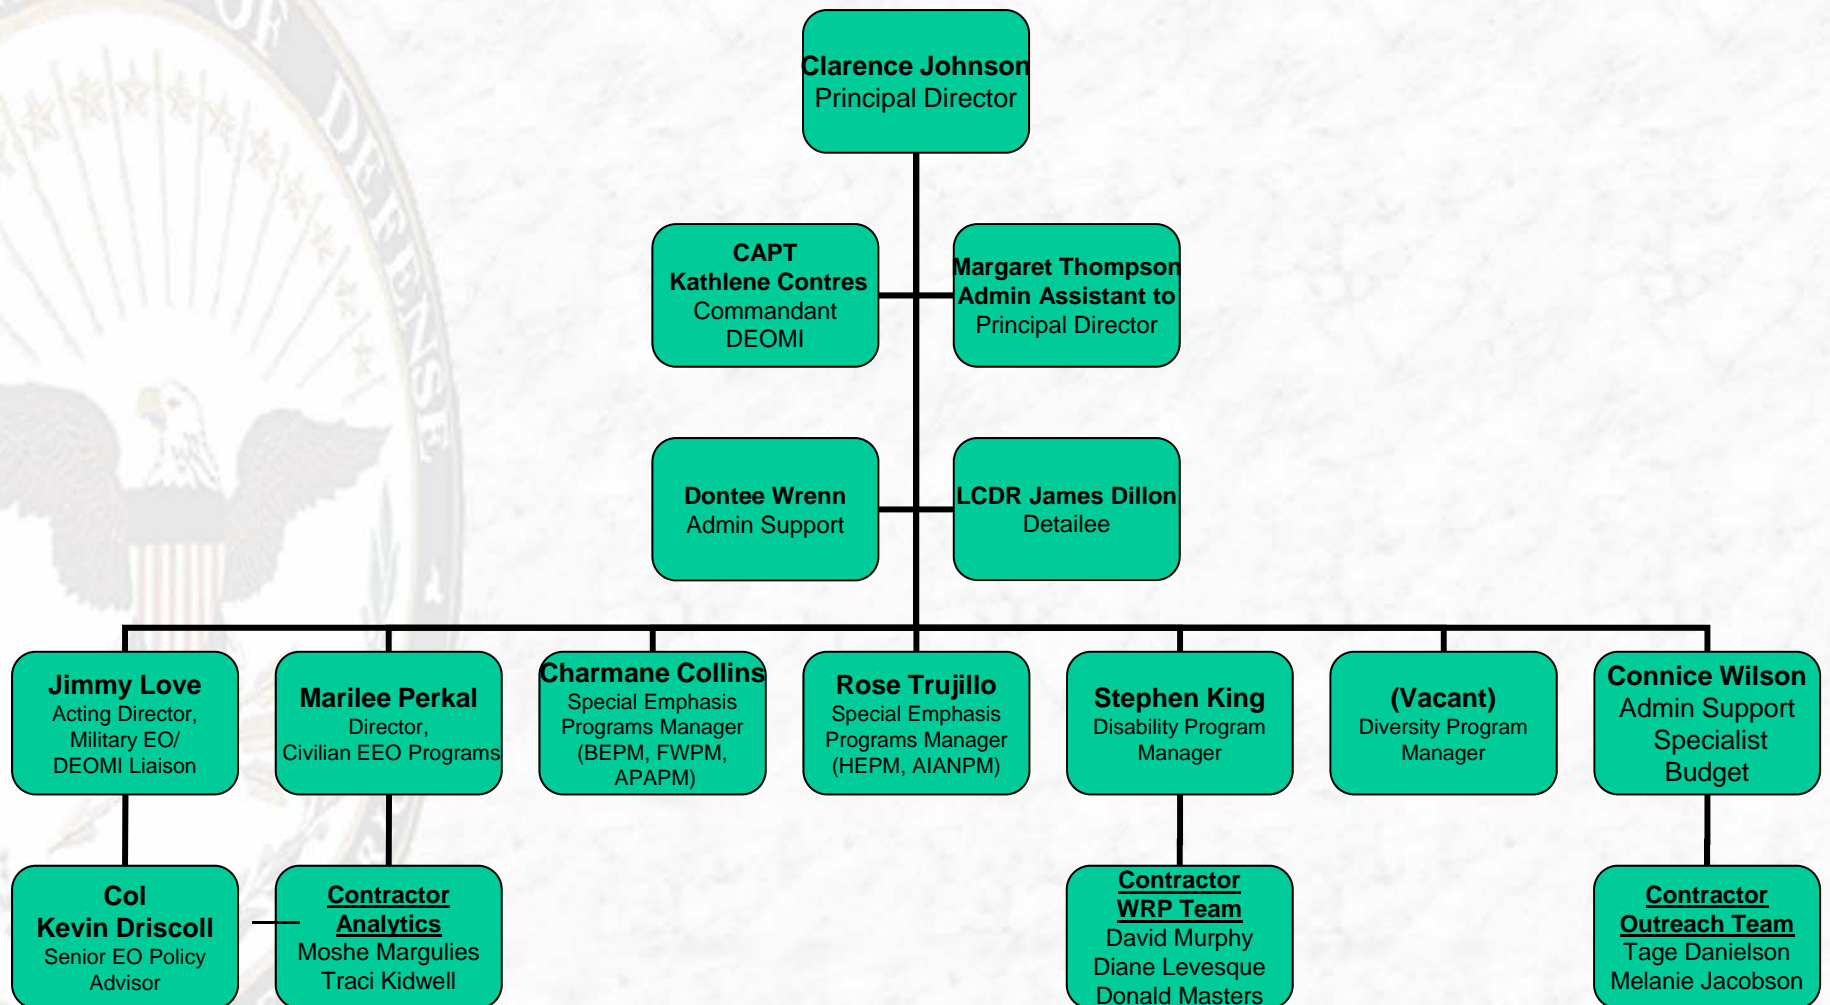 OF
DEFENSE
Clarence Johnson
Principal Director
CAPT
Kathlene Contres
Commandant
DEOMI
Margaret Thompson
Admin Assistant to
Principal Director
Dontee Wrenn
Admin Support
LCDR James Dillon
Detailee
Jimmy Love
Acting Director,
Military EO/
DEOMI Liaison
Marilee Perkal
Director,
Civilian EEO Programs
Charmane Collins
Special Emphasis
Programs Manager
(BEPM, FWPM,
APAPM)
Rose Trujillo
Special Emphasis
Programs Manager
(HEPM, AIANPM)
Stephen King
Disability Program
Manager
(Vacant)
Diversity Program
Manager
Connice Wilson
Admin Support
Specialist
Budget
Col
Kevin Driscoll
Senior EO Policy
Advisor
Contractor
Analytics
Moshe Margulies
Traci Kidwell
Contractor
WRP Team
David Murphy
Diane Levesque
Donald Masters
Contractor
Outreach Team
Tage Danielson
Melanie Jacobson